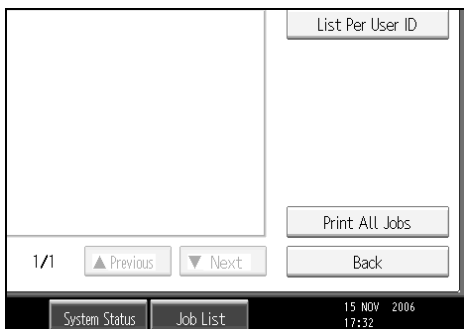 List Per User ID
Print All Jobs
1/1 ▲ Previous ▼ Next Back
System Status Job List 15 NOV 2006
17:32